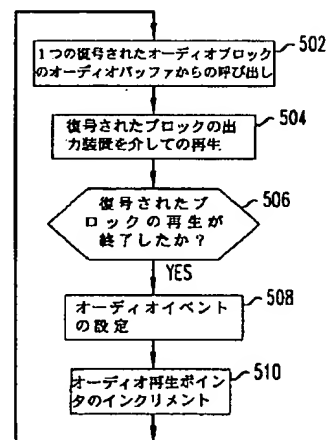 1つの復号されたオーディオブロック
のオーディオバッファからの呼び出し
502
復号されたブロックの出
力装置を介しての再生
504
復号されたブ
ロックの再生が
終了したか?
506
YES
オーディオイベント
の設定
508
オーディオ再生ポイン
タのインクリメント
510